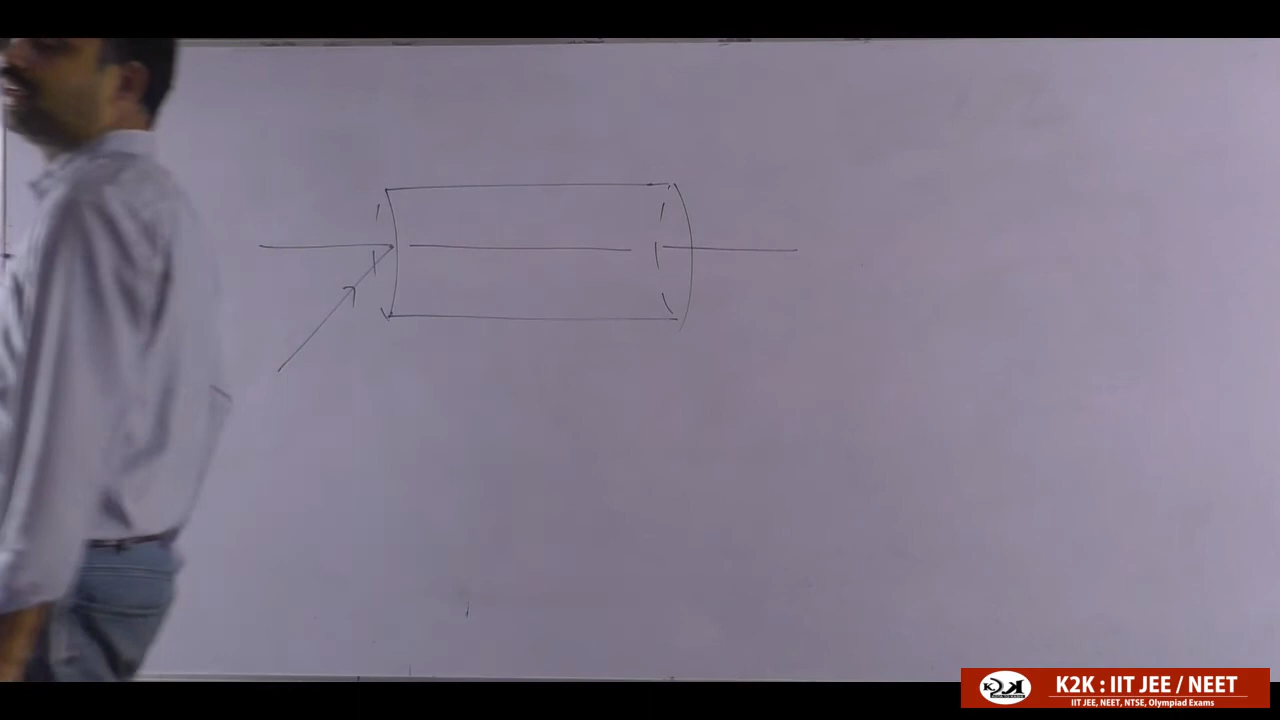 K2K : IIT JEE / NEET
IIT JEE, NEET, NTSE, Olympiad Exams